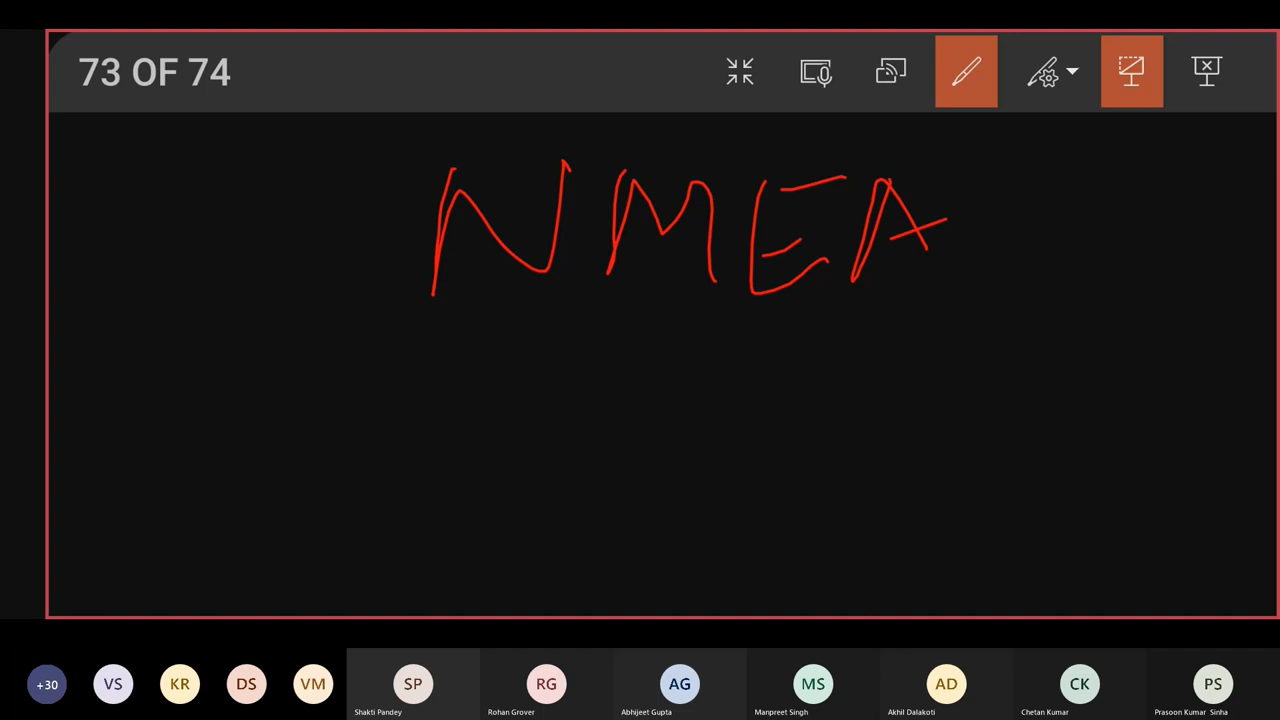 73 OF 74
NMEA
+30 VS KR DS VM SP RG AG MS AD CK PS
Shakti Pandey Rohan Grover Abhijeet Gupta Manpreet Singh Akhil Dalakoti Chetan Kumar Prasoon Kumar Sinha